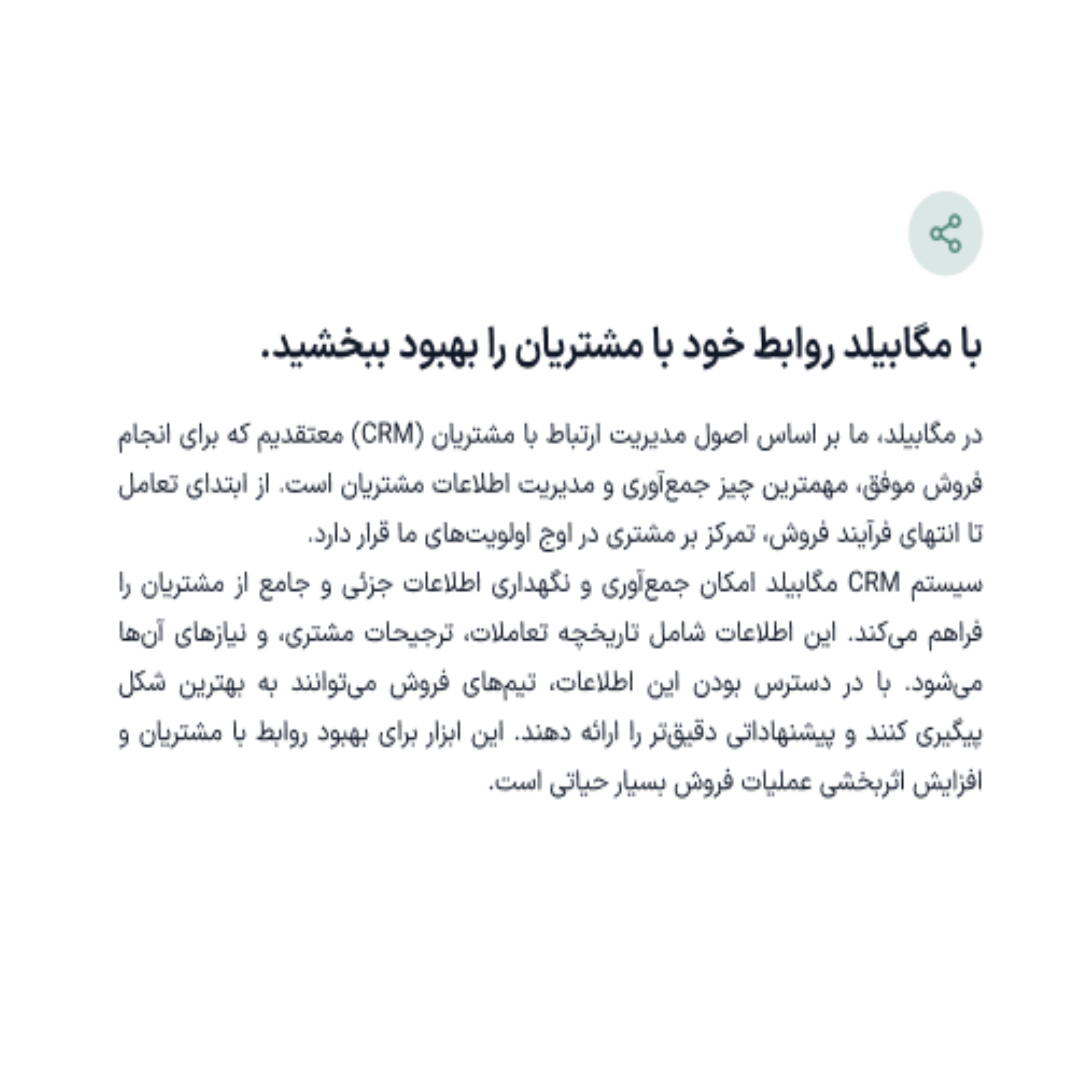 با مگابیلد روابط خود با مشتریان را بهبود ببخشید.
در مگابیلد، ما بر اساس اصول مدیریت ارتباط با مشتریان (CRM) معتقدیم که برای انجام
فروش موفق، مهمترین چیز جمع‌آوری و مدیریت اطلاعات مشتریان است. از ابتدای تعامل
تا انتهای فرآیند فروش، تمرکز بر مشتری در اوج اولویت‌های ما قرار دارد.
سیستم CRM مگابیلد امکان جمع‌آوری و نگهداری اطلاعات جزئی و جامع از مشتریان را
فراهم می‌کند. این اطلاعات شامل تاریخچه تعاملات، ترجیحات مشتری، و نیازهای آن‌ها
می‌شود. با در دسترس بودن این اطلاعات، تیم‌های فروش می‌توانند به بهترین شکل
پیگیری کنند و پیشنهاداتی دقیق‌تر را ارائه دهند. این ابزار برای بهبود روابط با مشتریان و
افزایش اثربخشی عملیات فروش بسیار حیاتی است.